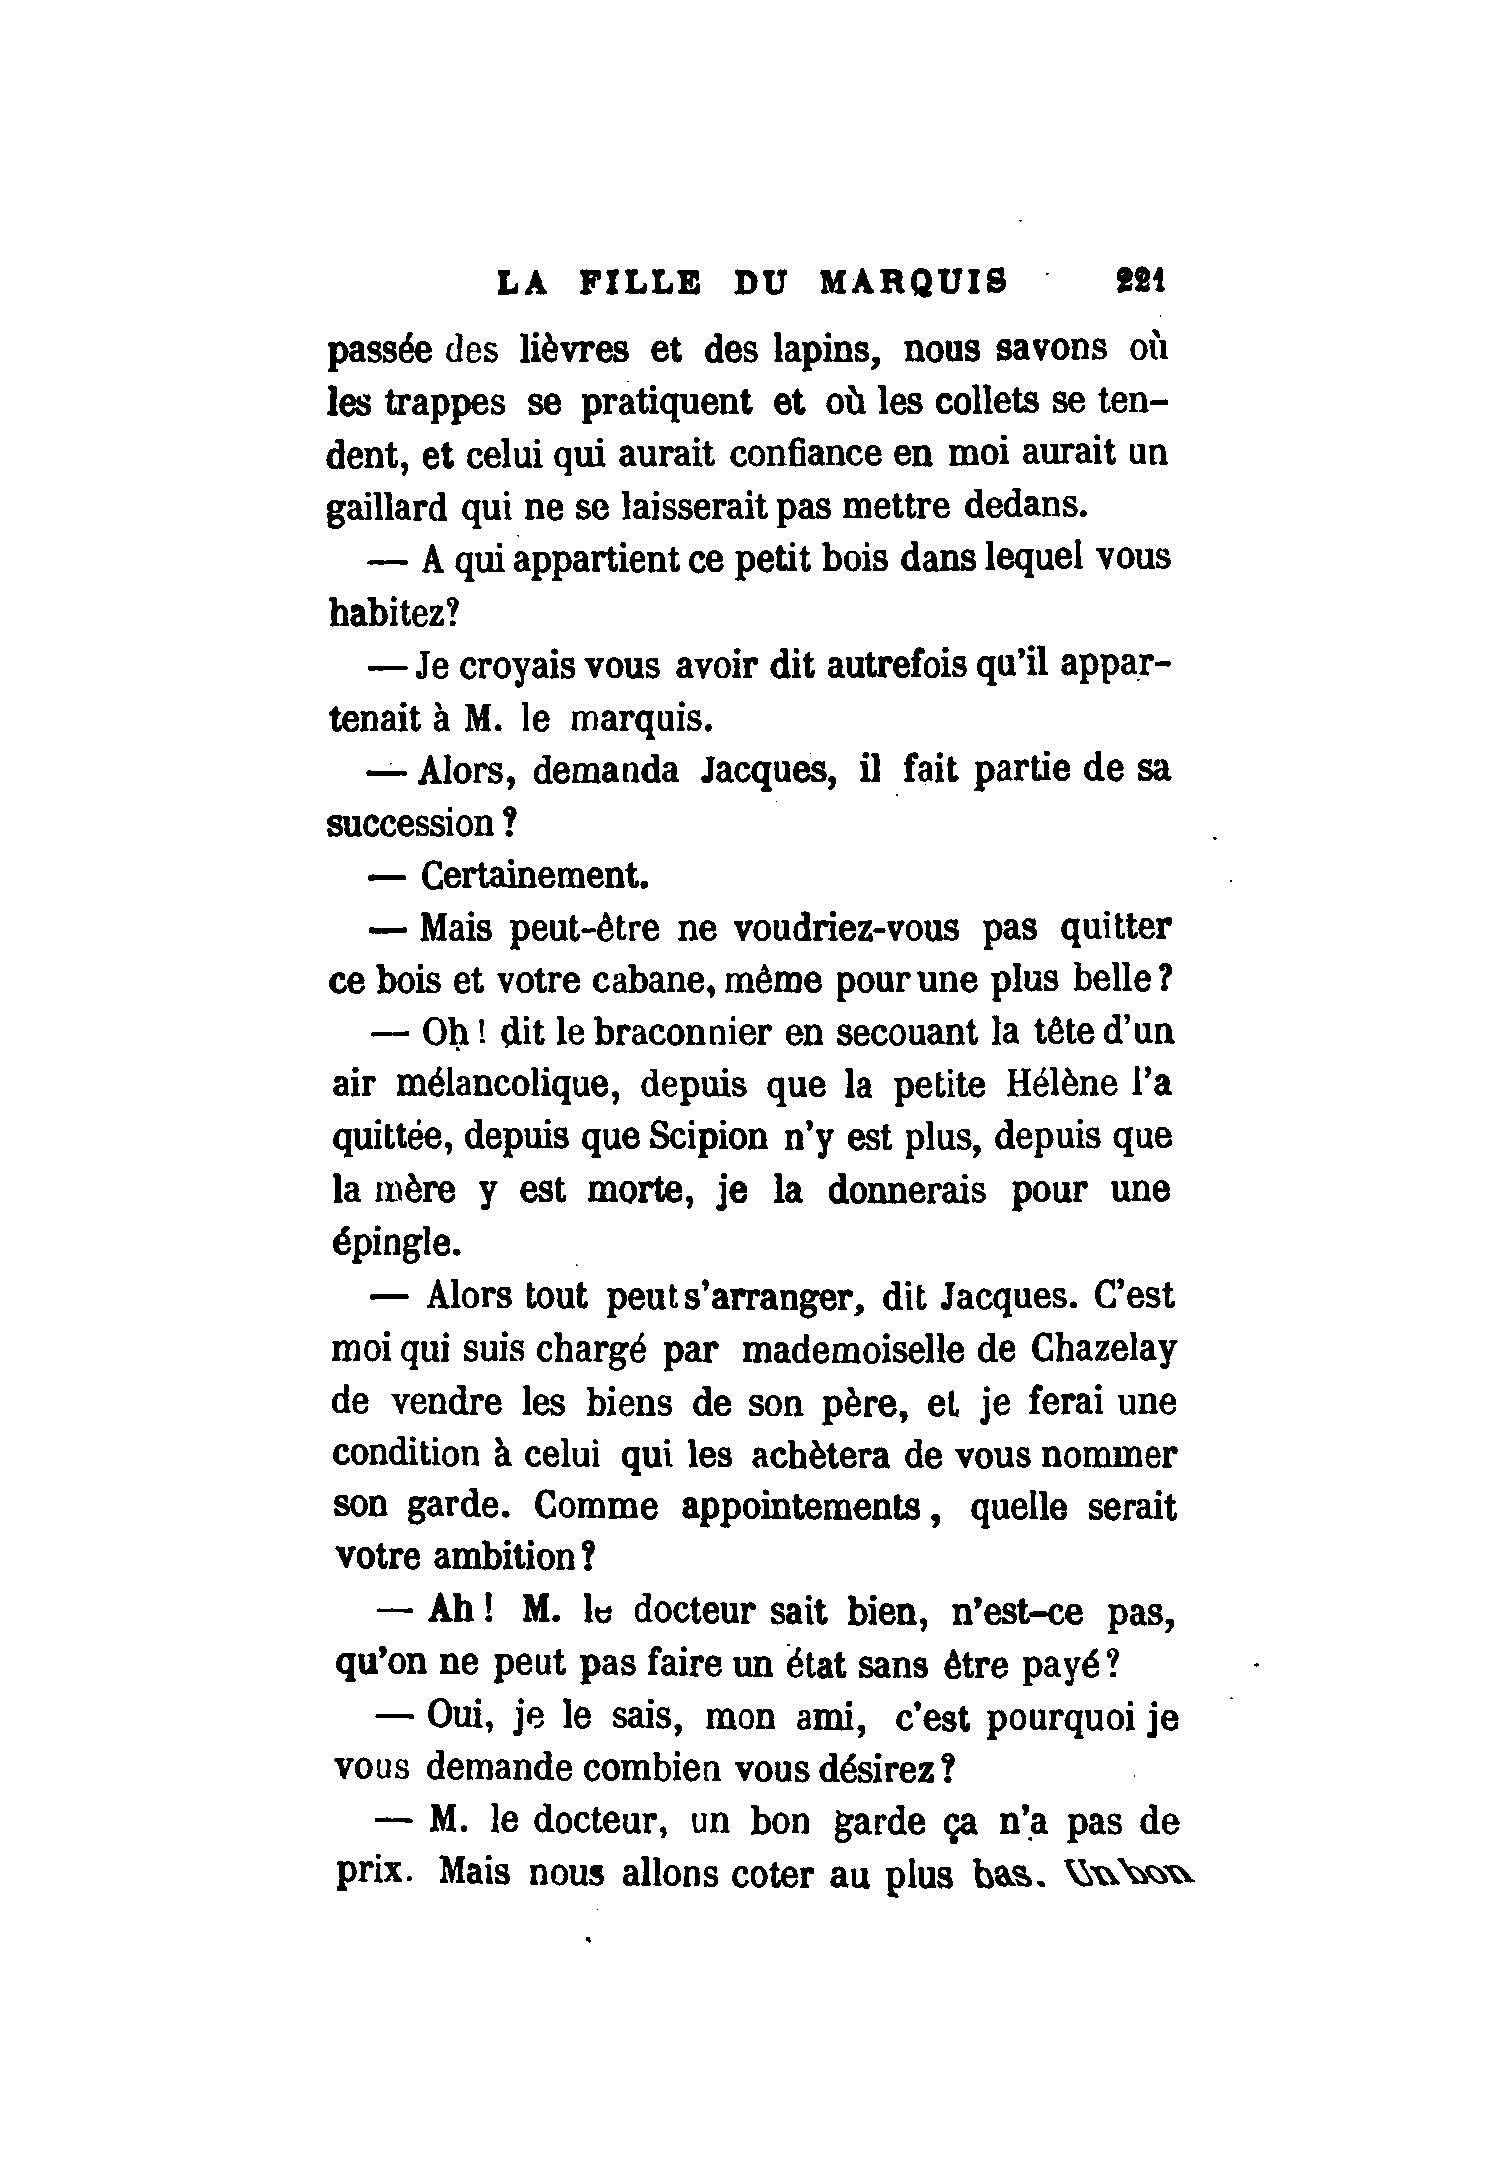 LA FILLE DU MARQUIS 221
passée des lièvres et des lapins, nous savons où
les trappes se pratiquent et où les collets se ten-
dent, et celui qui aurait confiance en moi aurait un
gaillard qui ne se laisserait pas mettre dedans.
— A qui appartient ce petit bois dans lequel vous
habitez?
— Je croyais vous avoir dit autrefois qu'il appar-
tenait à M. le marquis.
— Alors, demanda Jacques, il fait partie de sa
succession ?
— Certainement.
— Mais peut-être ne voudriez-vous pas quitter
ce bois et votre cabane, même pour une plus belle ?
— Oh ! dit le braconnier en secouant la tête d'un
air mélancolique, depuis que la petite Hélène l'a
quittée, depuis que Scipion n'y est plus, depuis que
la mère y est morte, je la donnerais pour une
épingle.
— Alors tout peut s'arranger, dit Jacques. C'est
moi qui suis chargé par mademoiselle de Chazelay
de vendre les biens de son père, et je ferai une
condition à celui qui les achètera de vous nommer
son garde. Comme appointements, quelle serait
votre ambition ?
— Ah ! M. le docteur sait bien, n'est-ce pas,
qu'on ne peut pas faire un état sans être payé ?
— Oui, je le sais, mon ami, c'est pourquoi je
vous demande combien vous désirez ?
— M. le docteur, un bon garde ça n'a pas de
prix. Mais nous allons coter au plus bas. Un bon